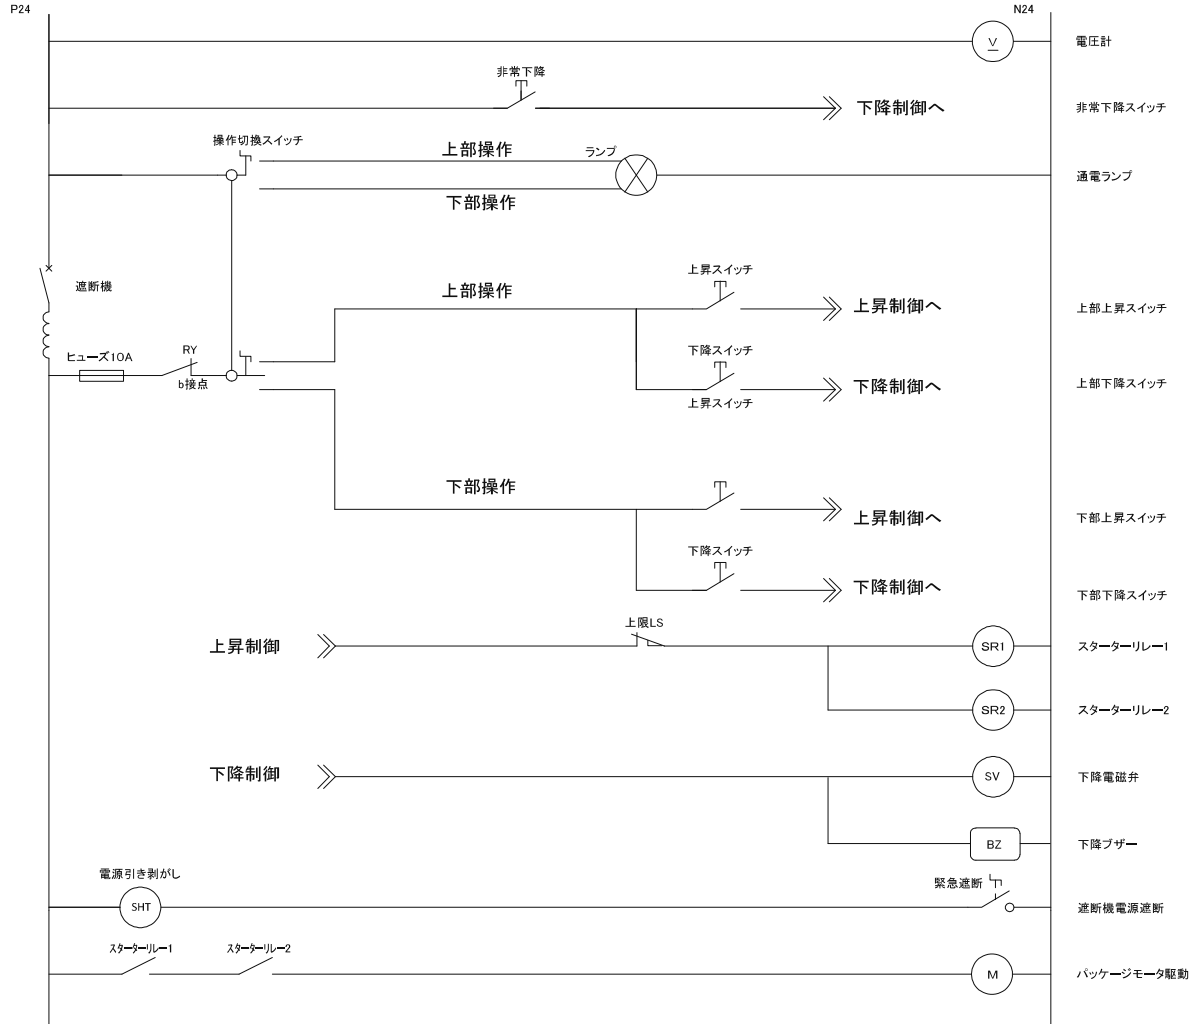 P24
N24
V
電圧計
非常下降
下降制御へ
非常下降スイッチ
操作切換スイッチ
上部操作
ランプ
下部操作
通電ランプ
遮断機
上部操作
上昇スイッチ
上昇制御へ
上部上昇スイッチ
ヒューズ10A
RY
b接点
下降スイッチ
下降制御へ
上部下降スイッチ
上昇スイッチ
下部操作
上昇制御へ
下部上昇スイッチ
下降スイッチ
下降制御へ
下部下降スイッチ
上昇制御
上限LS
SR1
スターターリレー1
SR2
スターターリレー2
下降制御
SV
下降電磁弁
BZ
下降ブザー
電源引き剥がし
SHT
緊急遮断
遮断機電源遮断
スターターリレー1
スターターリレー2
M
パッケージモータ駆動